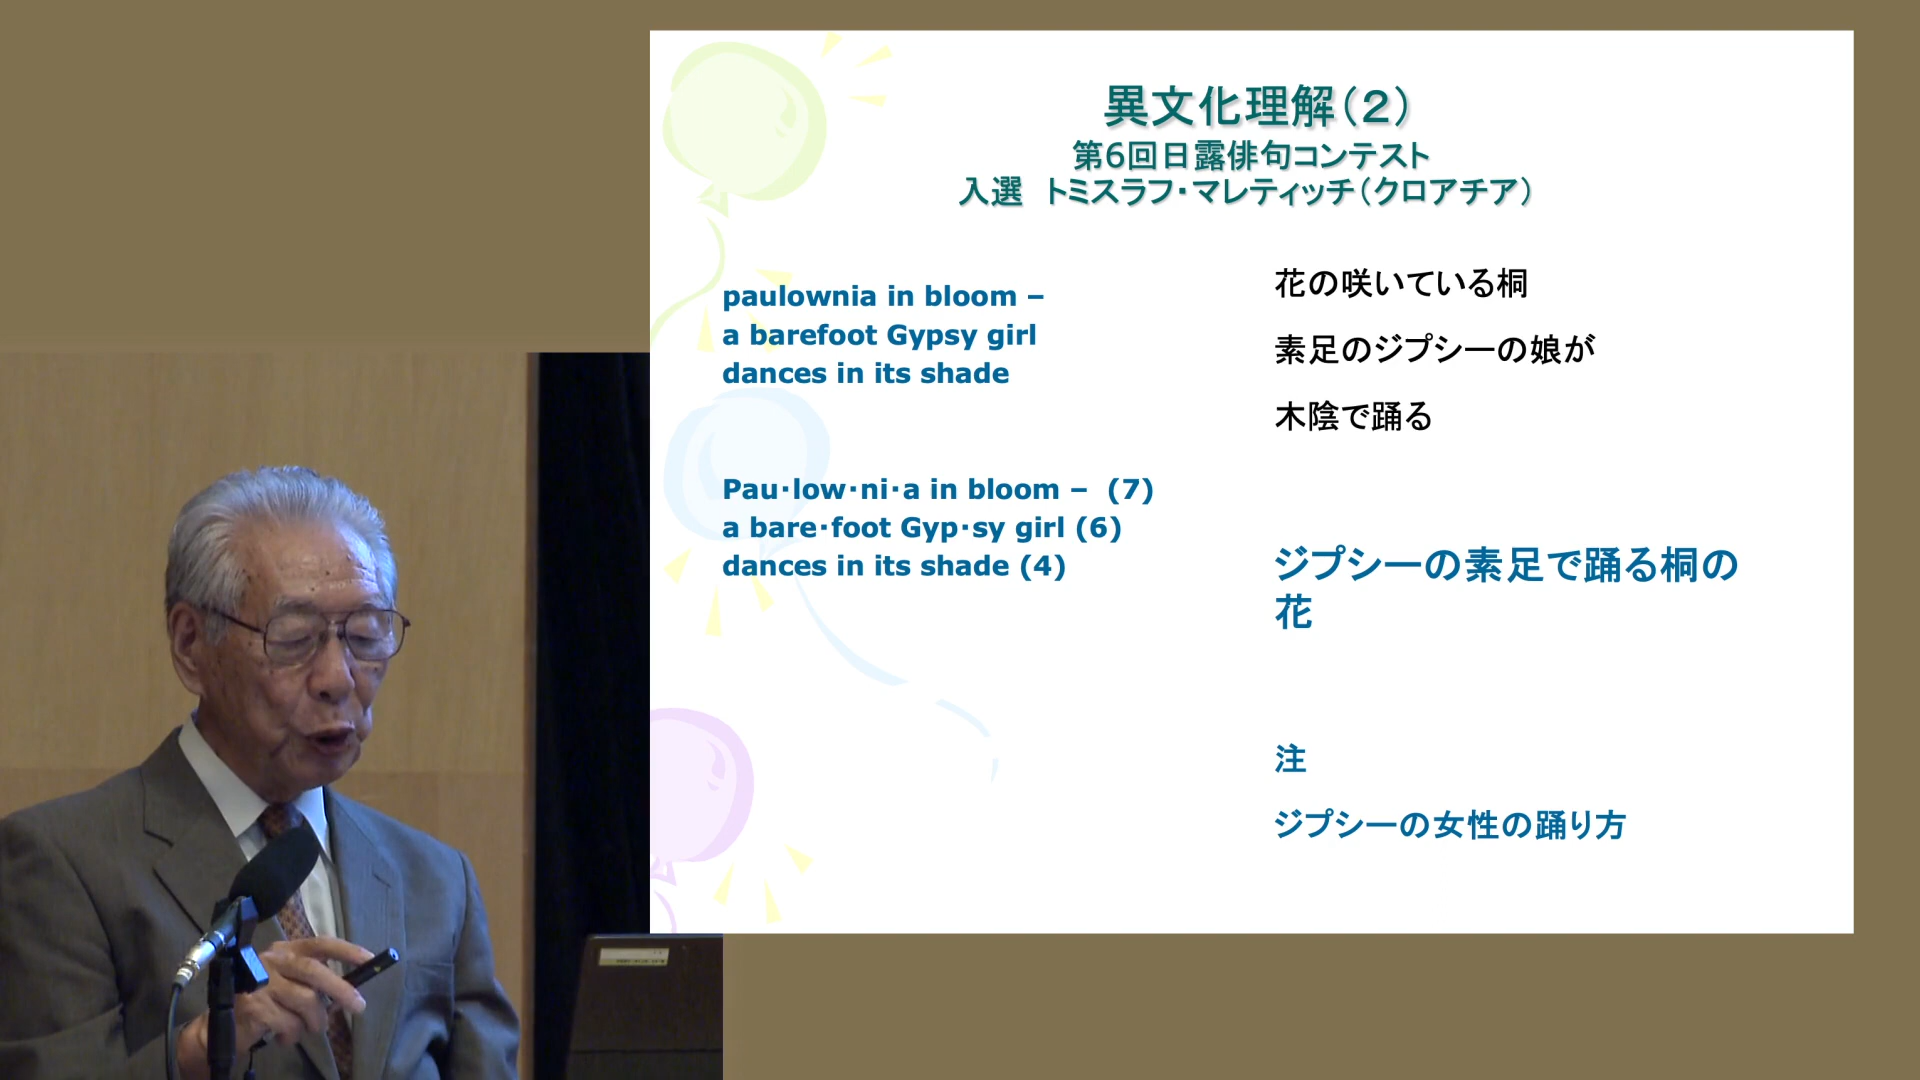 異文化理解（２）
第6回日露俳句コンテスト
入選　トミスラフ・マレティッチ（クロアチア）
paulownia in bloom –
a barefoot Gypsy girl
dances in its shade
Pau･low･ni･a in bloom –  (7)
a bare･foot Gyp･sy girl (6)
dances in its shade (4)
花の咲いている桐
素足のジプシーの娘が
木陰で踊る
ジプシーの素足で踊る桐の
花
注
ジプシーの女性の踊り方